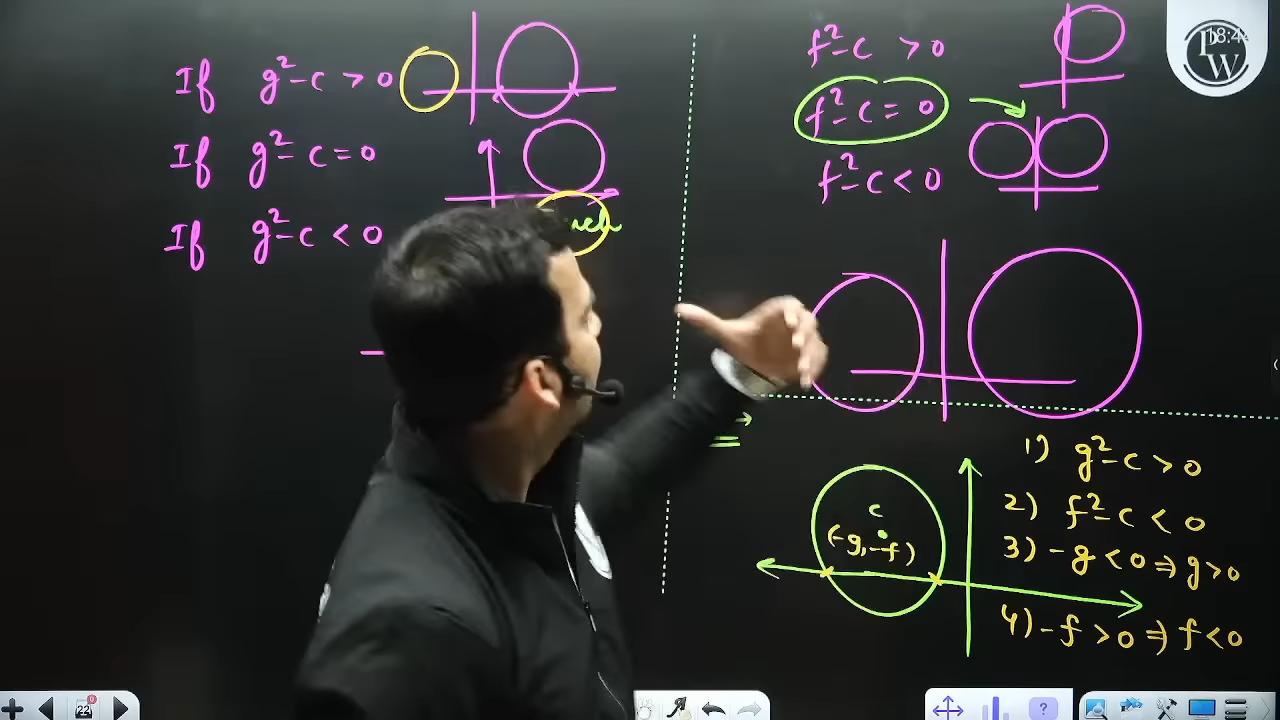 If g²-c > 0
If g²-c = 0
If g²-c < 0
f²-c > 0
f²-c = 0
f²-c < 0
c
(-g, -f)
1) g²-c > 0
2) f²-c < 0
3) -g < 0 ⇒ g > 0
4) -f > 0 ⇒ f < 0
22
?